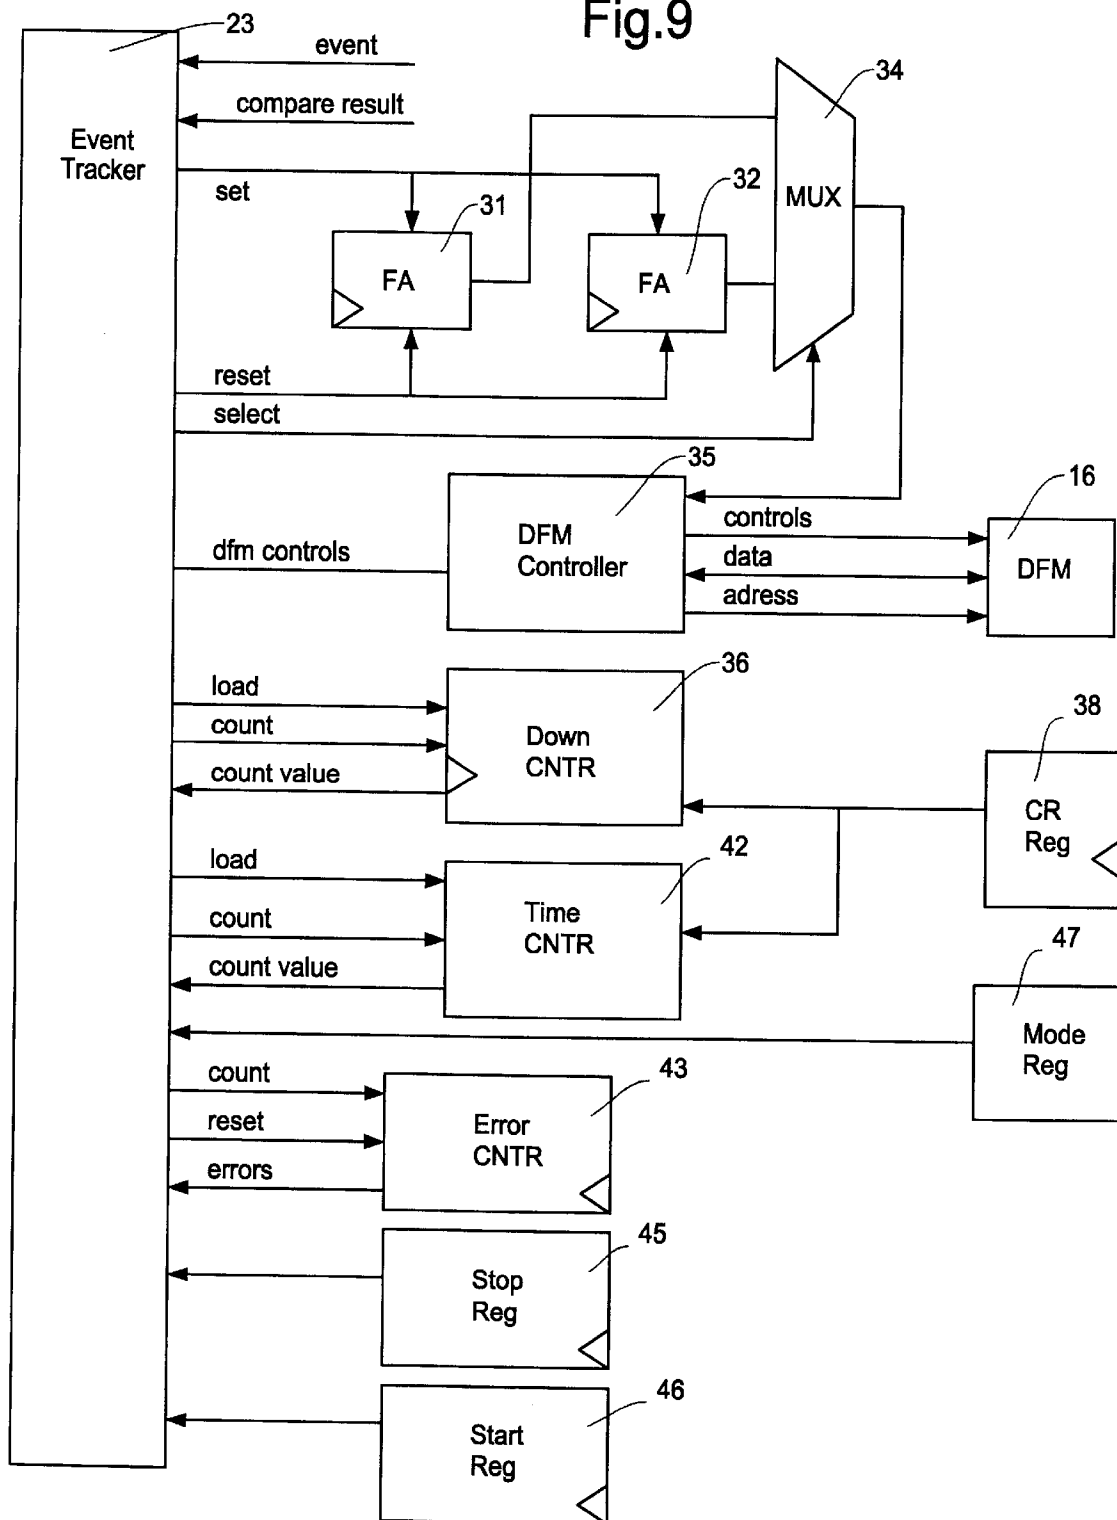 Fig.9
23
event
34
compare result
Event
Tracker
set
31
32
MUX
FA
FA
reset
select
35
16
controls
dfm controls
DFM
Controller
data
DFM
adress
36
load
38
count
Down
CNTR
count value
CR
Reg
load
42
Time
CNTR
count
47
count value
Mode
Reg
count
43
reset
Error
CNTR
errors
45
Stop
Reg
46
Start
Reg